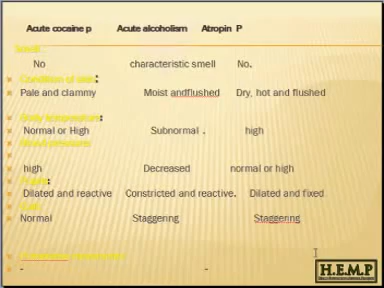 Acute cocaine p Acute alcoholism Atropin P
Smell:
No characteristic smell No.
Condition of skin:
Pale and clammy Moist andflushed Dry, hot and flushed
Body temperature:
Normal or High Subnormal . high
Blood pressure:
high Decreased normal or high
Pupils:
Dilated and reactive Constricted and reactive. Dilated and fixed
Gait:
Normal Staggering Staggering
- -
H.E.M.P